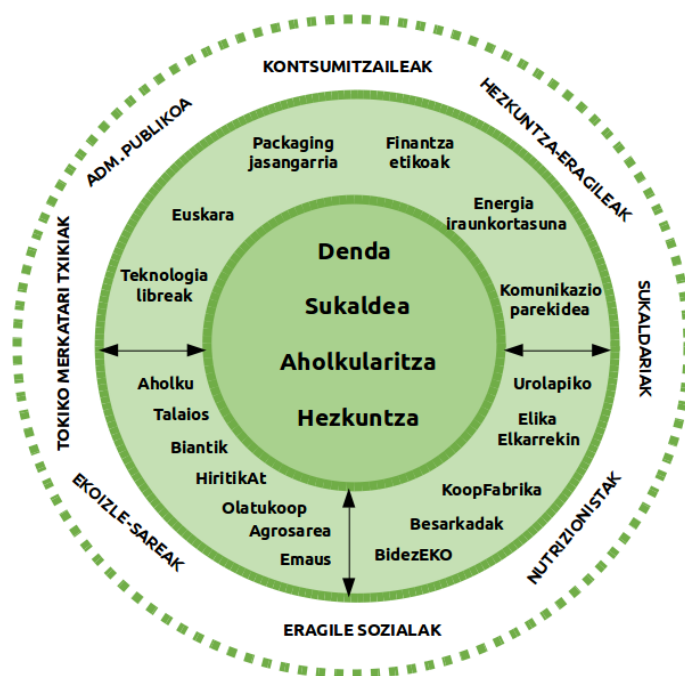 KONTSUMITZAILEAK
HEZKUNTZA-ERAGILEAK
ADM. PUBLIKOA
Packaging
jasangarria
Finantza
etikoak
Euskara
Energia
iraunkortasuna
Denda
Teknologia
libreak
Komunikazio
parekidea
Sukaldea
TOKIKO MERKATARI TXIKIAK
SUKALDARIAK
Aholkularitza
Hezkuntza
Aholku
Talaios
Biantik
HiritikAt
Olatukoop
Agrosarea
Emaus
Urolapiko
Elika
Elkarrekin
KoopFabrika
Besarkadak
BidezEKO
EKOIZLE-SAREAK
NUTRIZIONISTAK
ERAGILE SOZIALAK